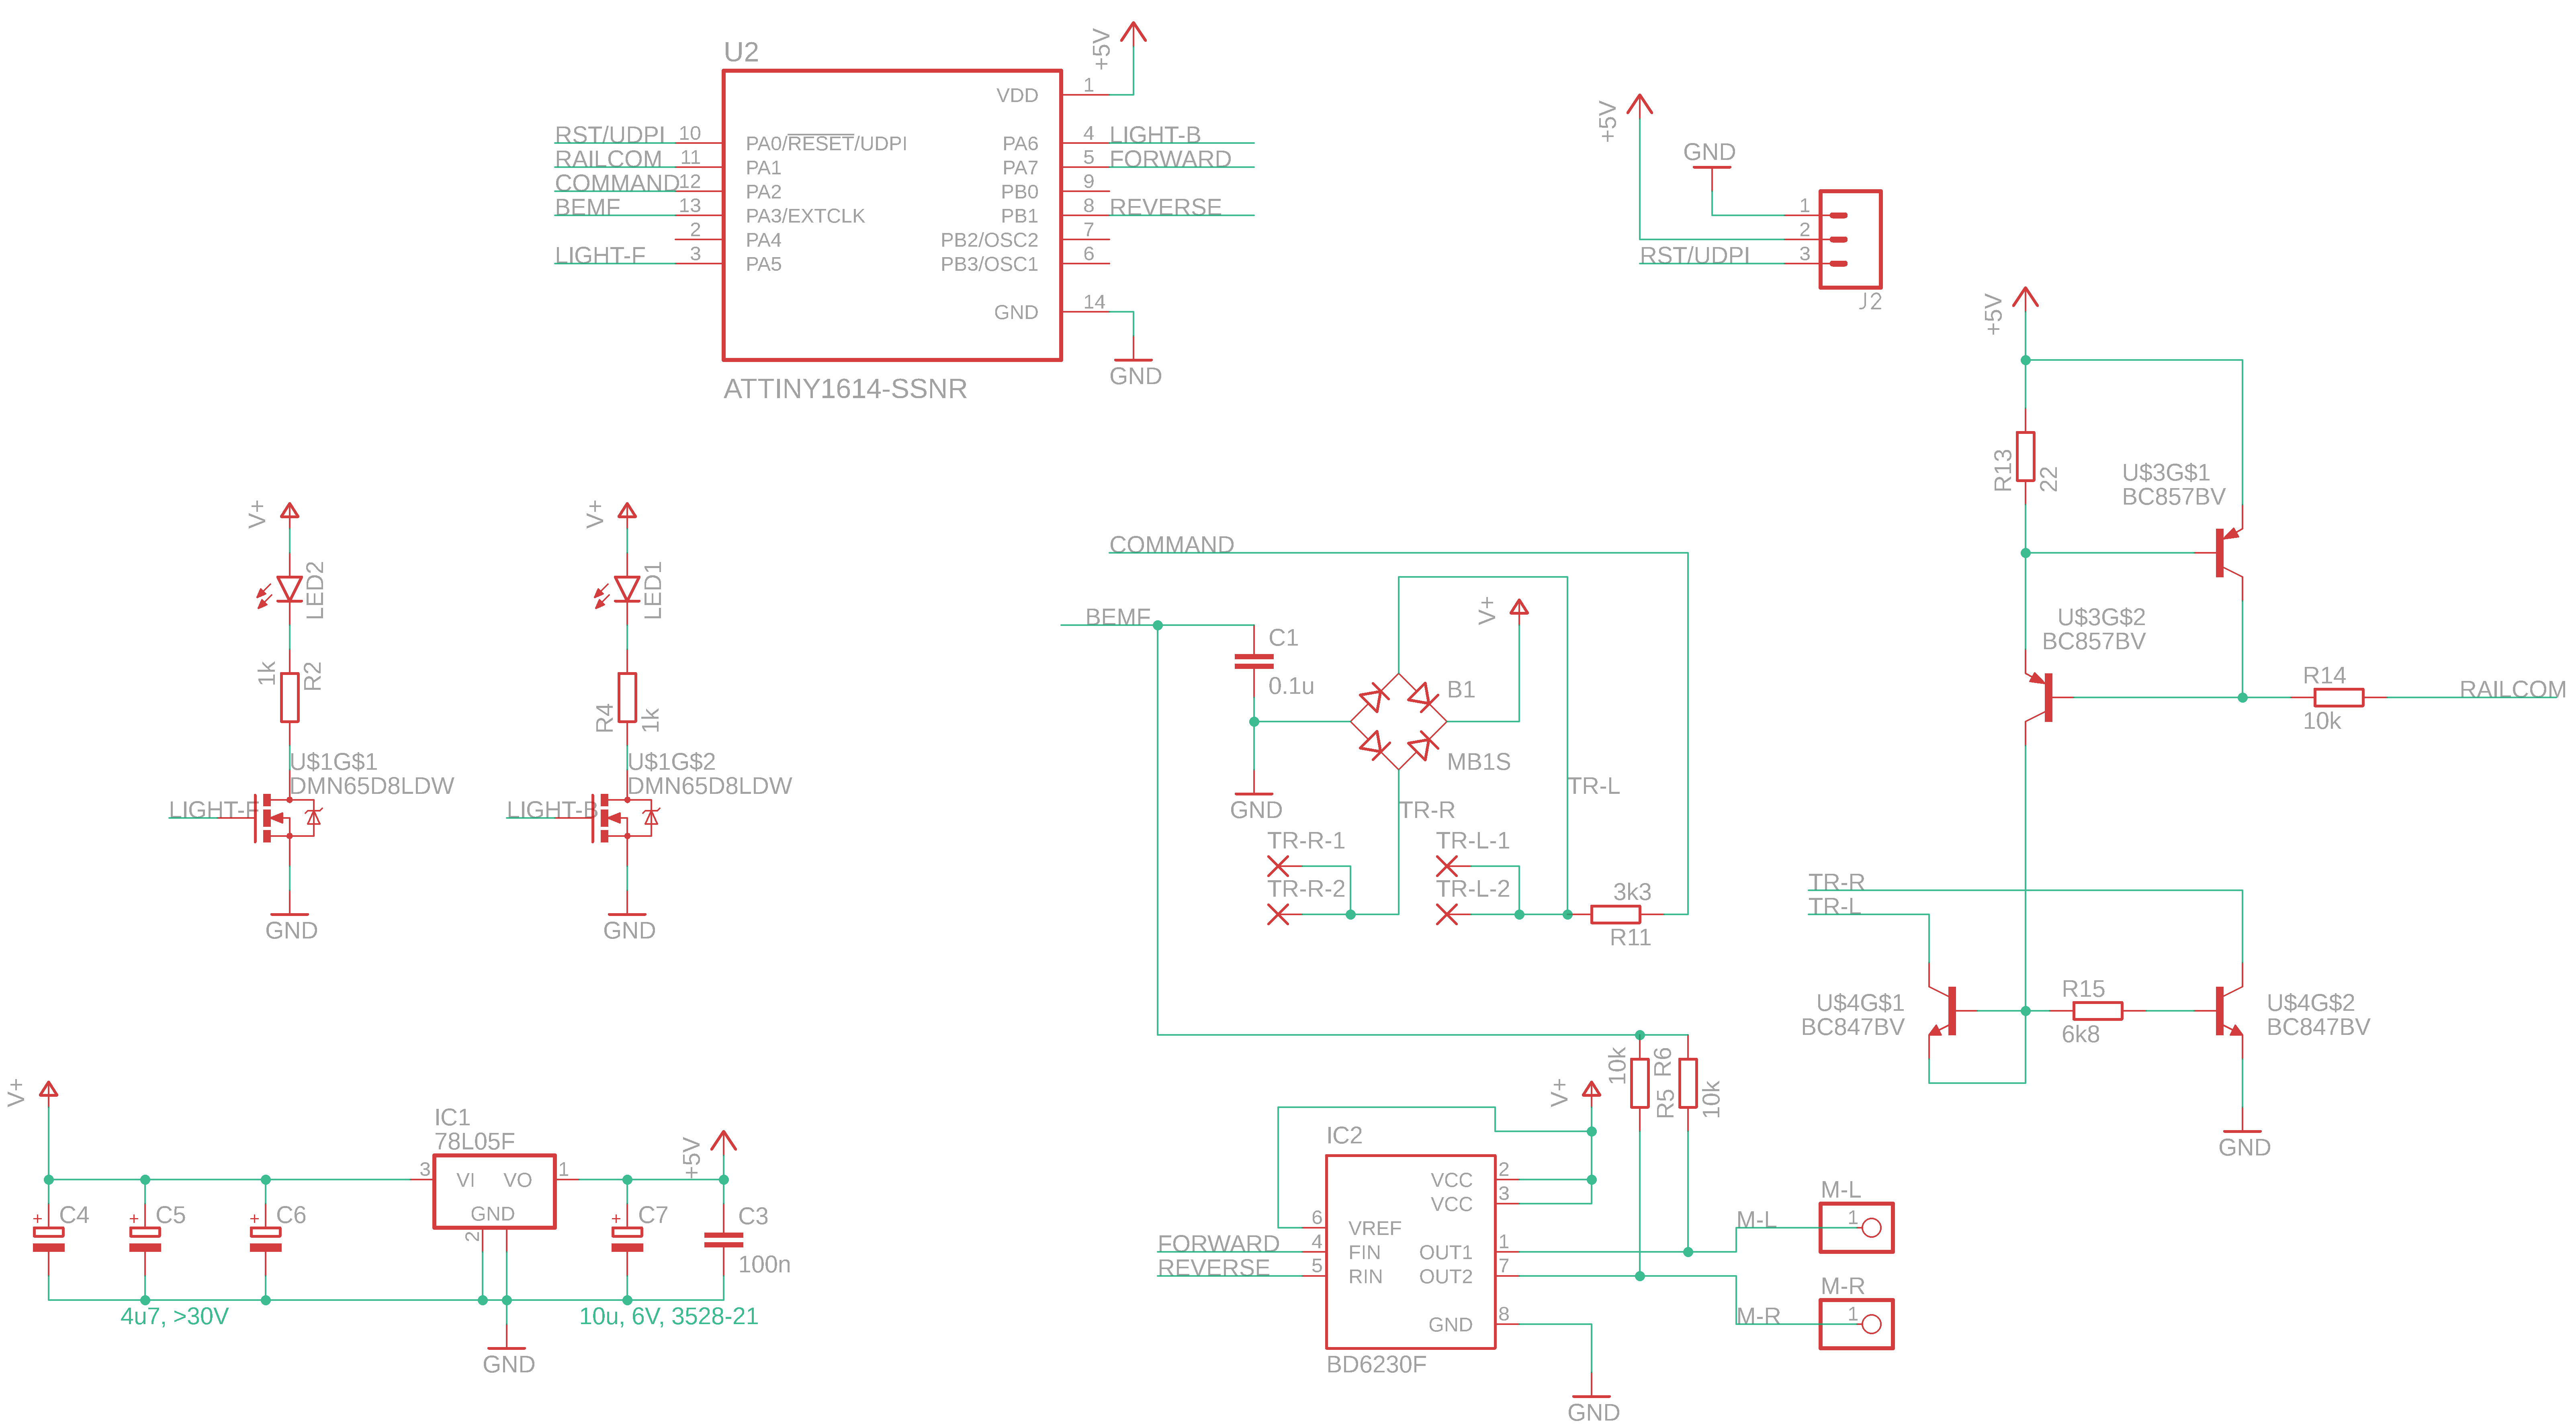 U2
+5V
VDD
1
RST/UDPI
10
PA0/RESET/UDPI
PA6
4
LIGHT-B
RAILCOM
11
PA1
PA7
5
FORWARD
COMMAND
12
PA2
PB0
9
BEMF
13
PA3/EXTCLK
PB1
8
REVERSE
2
PA4
PB2/OSC2
7
LIGHT-F
3
PA5
PB3/OSC1
6
GND
14
GND
ATTINY1614-SSNR
+5V
GND
1
2
RST/UDPI
3
J2
+5V
R13
22
U$3G$1
BC857BV
U$3G$2
BC857BV
R14
10k
RAILCOM
V+
LED2
1k
R2
U$1G$1
DMN65D8LDW
LIGHT-F
GND
V+
LED1
R4
1k
U$1G$2
DMN65D8LDW
LIGHT-B
GND
COMMAND
BEMF
C1
0.1u
V+
B1
MB1S
GND
TR-R
TR-L
TR-R-1
TR-L-1
TR-R-2
TR-L-2
3k3
R11
TR-R
TR-L
U$4G$1
BC847BV
R15
6k8
U$4G$2
BC847BV
GND
V+
IC1
78L05F
3
VI
VO
1
GND
2
+5V
+
C4
+
C5
+
C6
+
C7
C3
100n
4u7, >30V
10u, 6V, 3528-21
GND
V+
10k
R6
R5
10k
IC2
VCC
2
VCC
3
6
VREF
FORWARD
4
FIN
OUT1
1
REVERSE
5
RIN
OUT2
7
GND
8
BD6230F
GND
M-L
M-L
1
M-R
M-R
1